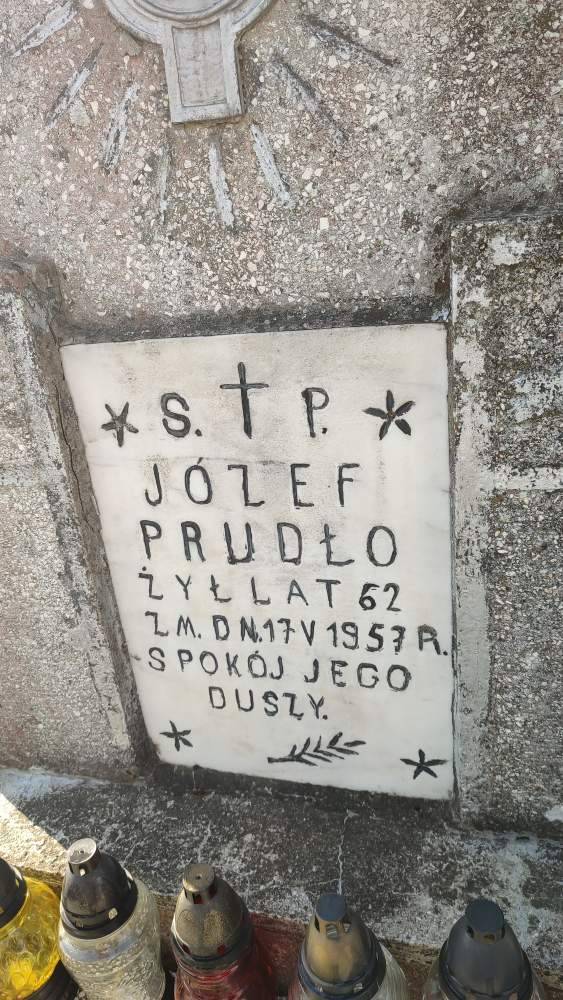 S. † P.
JÓZEF
PRUDŁO
ŻYŁ LAT 62
ZM. DN. 17 V 1957 R.
SPOKÓJ JEGO
DUSZY.